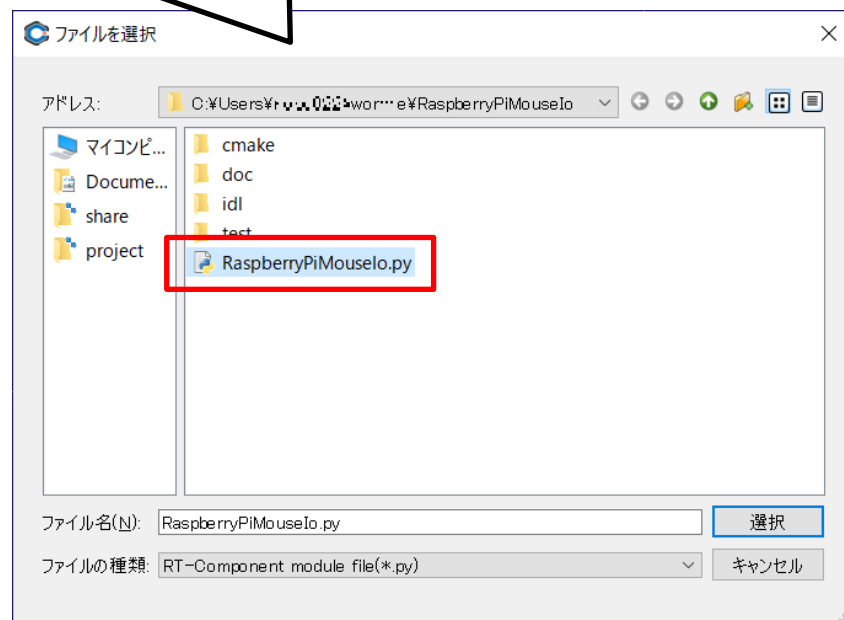 ファイルを選択
アドレス:
C:¥Users¥ wor…e¥RaspberryPiMouseIo
マイコンピ...
Docume...
share
project
cmake
doc
idl
test
RaspberryPiMouseIo.py
ファイル名(N): RaspberryPiMouseIo.py
選択
ファイルの種類: RT-Component module file(*.py)
キャンセル